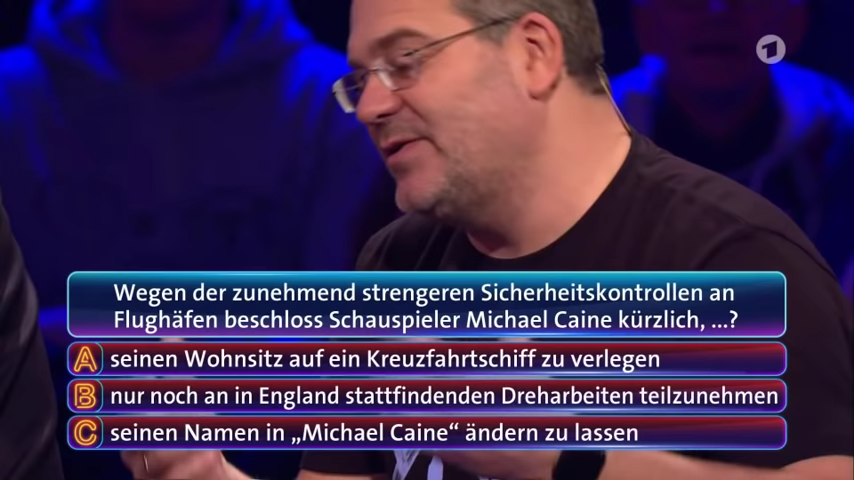 1
Wegen der zunehmend strengeren Sicherheitskontrollen an
Flughäfen beschloss Schauspieler Michael Caine kürzlich, ...?
A seinen Wohnsitz auf ein Kreuzfahrtschiff zu verlegen
B nur noch an in England stattfindenden Dreharbeiten teilzunehmen
C seinen Namen in „Michael Caine“ ändern zu lassen